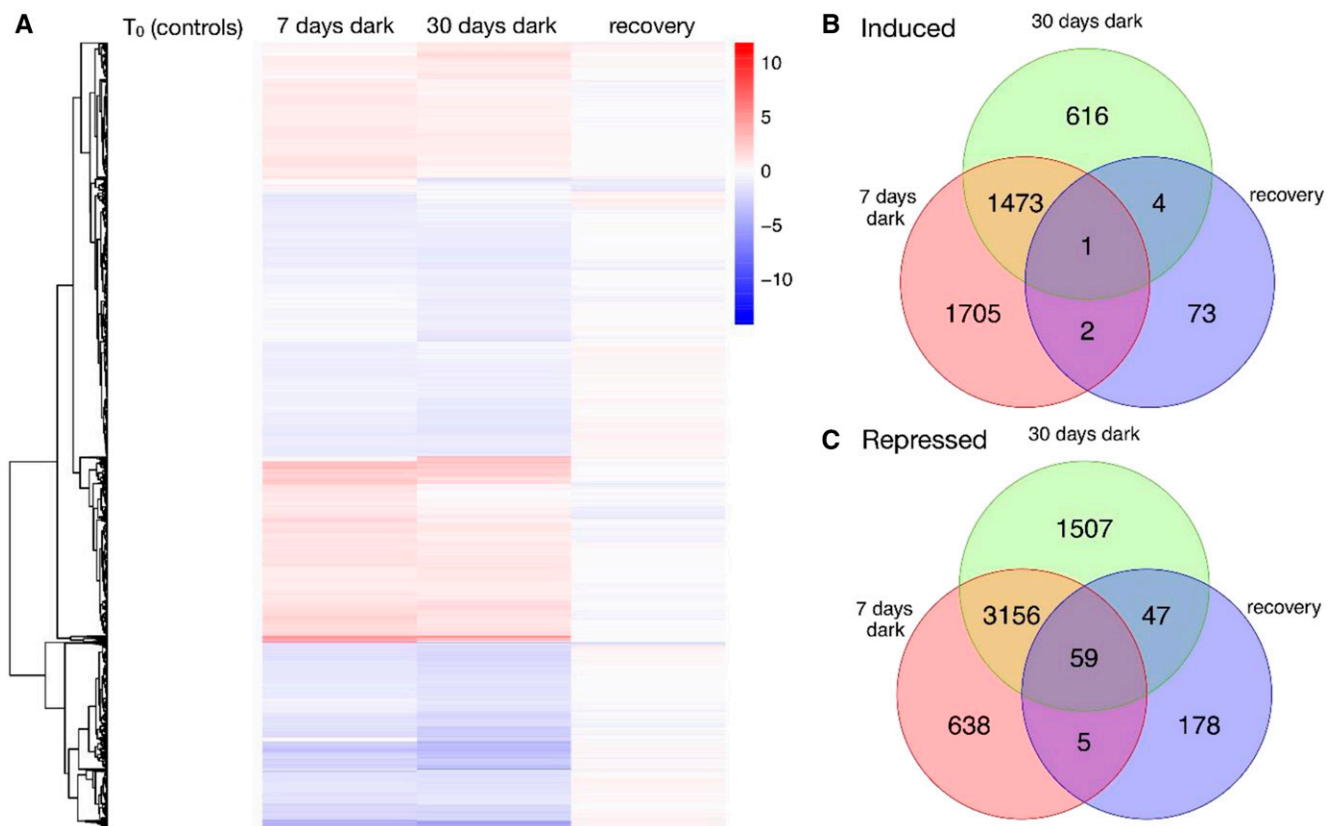 A
T₀ (controls)
7 days dark
30 days dark
recovery
10
5
0
−5
−10
B Induced
30 days dark
616
7 days
dark
1473
4
recovery
1
1705
2
73
C Repressed
30 days dark
1507
7 days
dark
3156
47
recovery
59
638
5
178